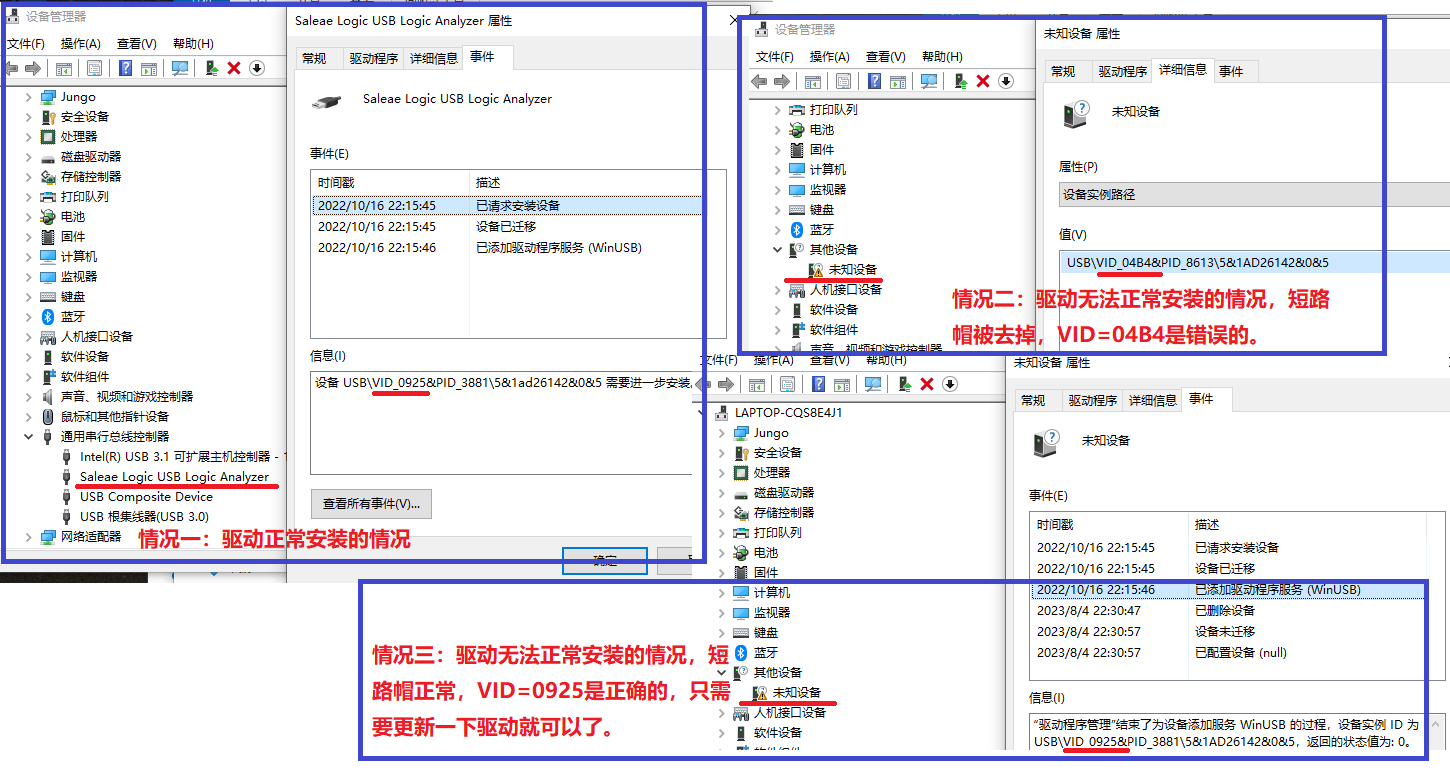 设备管理器
文件(F) 操作(A) 查看(V) 帮助(H)
Jungo
安全设备
处理器
磁盘驱动器
存储控制器
打印队列
电池
固件
计算机
监视器
键盘
蓝牙
人机接口设备
软件设备
软件组件
声音、视频和游戏控制器
鼠标和其他指针设备
通用串行总线控制器
Intel(R) USB 3.1 可扩展主机控制器 - 1
Saleae Logic USB Logic Analyzer
USB Composite Device
USB 根集线器(USB 3.0)
网络适配器
情况一：驱动正常安装的情况
Saleae Logic USB Logic Analyzer 属性
常规 驱动程序 详细信息 事件
Saleae Logic USB Logic Analyzer
事件(E)
时间戳 描述
2022/10/16 22:15:45 已请求安装设备
2022/10/16 22:15:45 设备已迁移
2022/10/16 22:15:46 已添加驱动程序服务 (WinUSB)
信息(I)
设备 USB\VID_0925&PID_3881\5&1ad26142&0&5 需要进一步安装。
查看所有事件(V)...
确定
设备管理器
文件(F) 操作(A) 查看(V) 帮助(H)
打印队列
电池
固件
计算机
监视器
键盘
蓝牙
其他设备
未知设备
人机接口设备
软件设备
软件组件
声音、视频和游戏控制器
未知设备 属性
常规 驱动程序 详细信息 事件
未知设备
属性(P)
设备实例路径
值(V)
USB\VID_04B4&PID_8613\5&1AD26142&0&5
情况二：驱动无法正常安装的情况，短路
帽被去掉，VID=04B4是错误的。
文件(F) 操作(A) 查看(V) 帮助(H)
LAPTOP-CQS8E4J1
Jungo
安全设备
处理器
磁盘驱动器
存储控制器
打印队列
电池
固件
计算机
监视器
键盘
蓝牙
其他设备
未知设备
人机接口设备
软件设备
软件组件
未知设备 属性
常规 驱动程序 详细信息 事件
未知设备
事件(E)
时间戳 描述
2022/10/16 22:15:45 已请求安装设备
2022/10/16 22:15:45 设备已迁移
2022/10/16 22:15:46 已添加驱动程序服务 (WinUSB)
2023/8/4 22:30:47 已删除设备
2023/8/4 22:30:57 设备未迁移
2023/8/4 22:30:57 已配置设备 (null)
信息(I)
“驱动程序管理”结束了为设备添加服务 WinUSB 的过程，设备实例 ID 为
USB\VID_0925&PID_3881\5&1AD26142&0&5，返回的状态值为: 0。
情况三：驱动无法正常安装的情况，短
路帽正常，VID=0925是正确的，只需
要更新一下驱动就可以了。